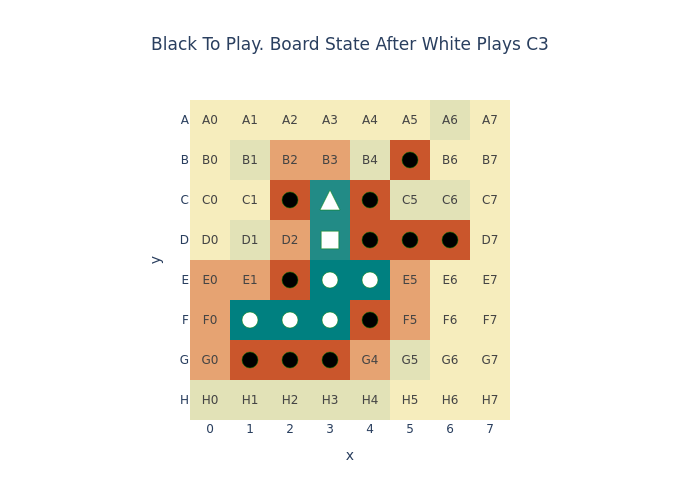 Black To Play. Board State After White Plays C3
A A0 A1 A2 A3 A4 A5 A6 A7
B B0 B1 B2 B3 B4 B6 B7
C C0 C1 C5 C6 C7
D D0 D1 D2 D7
E E0 E1 E5 E6 E7
F F0 F5 F6 F7
G G0 G4 G5 G6 G7
H H0 H1 H2 H3 H4 H5 H6 H7
0 1 2 3 4 5 6 7
x
y